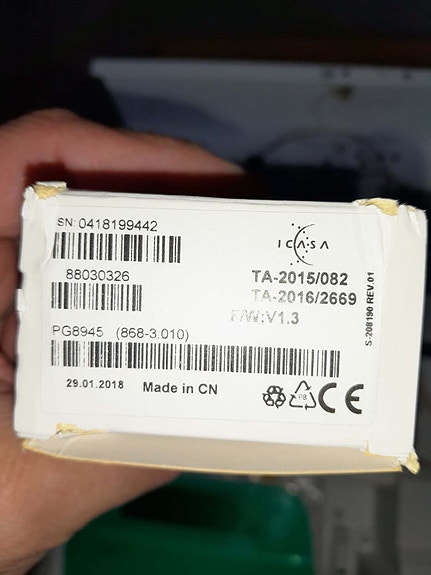 SN: 0418199442
ICASA
88030326
TA-2015/082
TA-2016/2669
F/W:V1.3
PG8945 (868-3.010)
29.01.2018 Made in CN
PB
CE
S-208190 REV.01